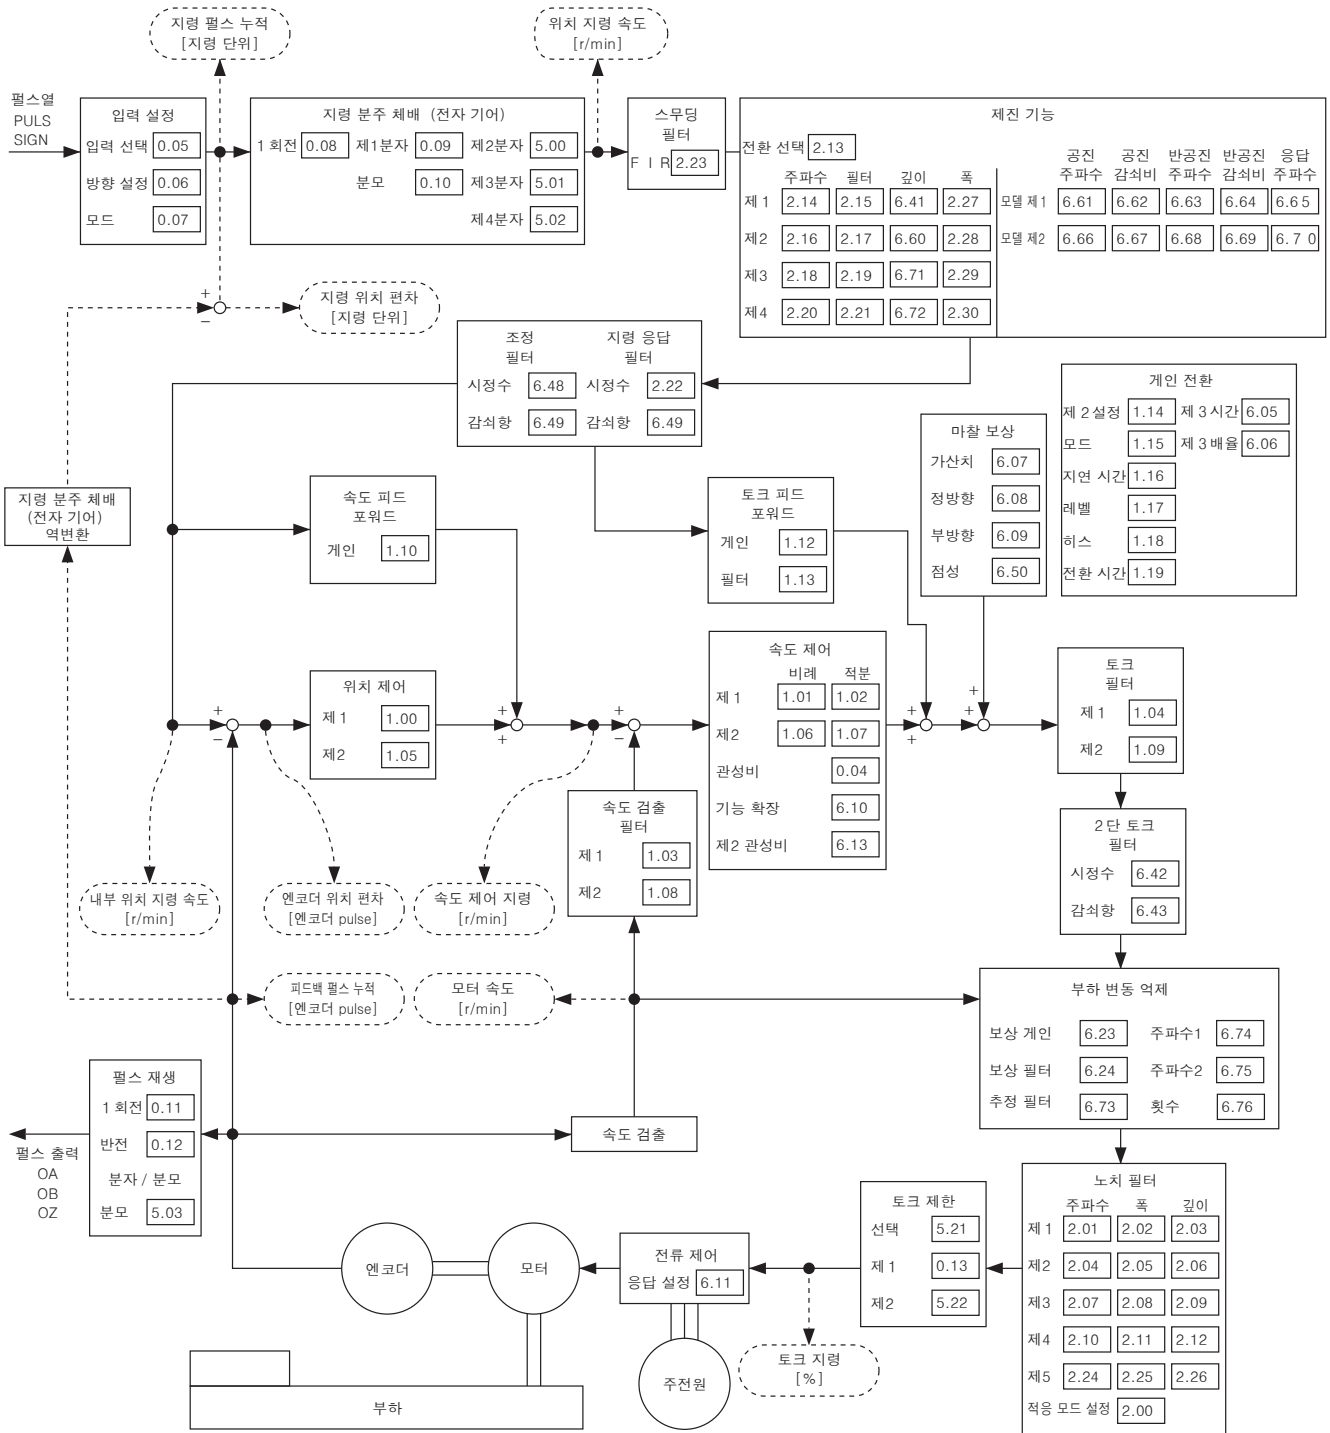 지령 펄스 누적
[지령 단위]
위치 지령 속도
[r/min]
펄스열
PULS
SIGN
입력 설정
입력 선택 0.05
방향 설정 0.06
모드 0.07
지령 분주 체배 (전자 기어)
1 회전 0.08 제1분자 0.09 제2분자 5.00
분모 0.10 제3분자 5.01
제4분자 5.02
스무딩
필터
F I R 2.23
제진 기능
전환 선택 2.13
주파수 필터 깊이 폭
제 1 2.14 2.15 6.41 2.27
제2 2.16 2.17 6.60 2.28
제3 2.18 2.19 6.71 2.29
제4 2.20 2.21 6.72 2.30
공진 공진 반공진 반공진 응답
주파수 감쇠비 주파수 감쇠비 주파수
모델 제1 6.61 6.62 6.63 6.64 6.65
모델 제2 6.66 6.67 6.68 6.69 6.70
+
−
지령 위치 편차
[지령 단위]
조정 지령 응답
필터 필터
시정수 6.48 시정수 2.22
감쇠항 6.49 감쇠항 6.49
게인 전환
제 2설정 1.14 제 3시간 6.05
모드 1.15 제 3배율 6.06
지연 시간 1.16
레벨 1.17
히스 1.18
전환 시간 1.19
마찰 보상
가산치 6.07
정방향 6.08
부방향 6.09
점성 6.50
지령 분주 체배
(전자 기어)
역변환
속도 피드
포워드
게인 1.10
토크 피드
포워드
게인 1.12
필터 1.13
위치 제어
제 1 1.00
제2 1.05
+
−
+
+
+
−
속도 제어
비례 적분
제 1 1.01 1.02
제2 1.06 1.07
관성비 0.04
기능 확장 6.10
제2 관성비 6.13
+
+
+
+
토크
필터
제 1 1.04
제2 1.09
속도 검출
필터
제 1 1.03
제2 1.08
2단 토크
필터
시정수 6.42
감쇠항 6.43
내부 위치 지령 속도
[r/min]
엔코더 위치 편차
[엔코더 pulse]
속도 제어 지령
[r/min]
피드백 펄스 누적
[엔코더 pulse]
모터 속도
[r/min]
부하 변동 억제
보상 게인 6.23 주파수1 6.74
보상 필터 6.24 주파수2 6.75
추정 필터 6.73 횟수 6.76
펄스 재생
1 회전 0.11
반전 0.12
분자 / 분모
분모 5.03
펄스 출력
OA
OB
OZ
속도 검출
노치 필터
주파수 폭 깊이
제 1 2.01 2.02 2.03
제2 2.04 2.05 2.06
제3 2.07 2.08 2.09
제4 2.10 2.11 2.12
제5 2.24 2.25 2.26
적응 모드 설정 2.00
토크 제한
선택 5.21
제 1 0.13
제2 5.22
전류 제어
응답 설정 6.11
엔코더
모터
토크 지령
[%]
주전원
부하